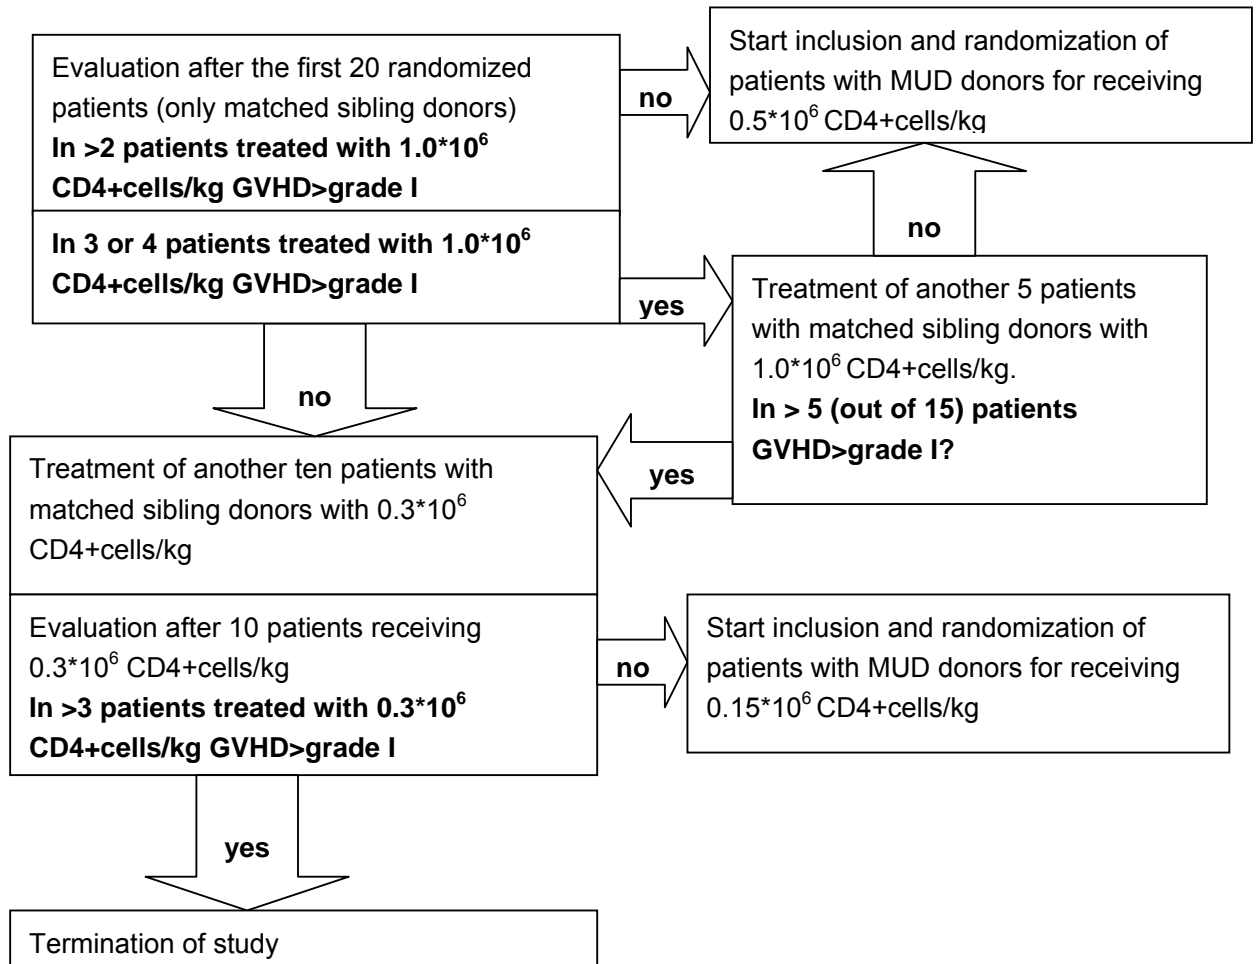 Evaluation after the first 20 randomized
patients (only matched sibling donors)
In >2 patients treated with 1.0*10⁶
CD4+cells/kg GVHD>grade I
no
Start inclusion and randomization of
patients with MUD donors for receiving
0.5*10⁶ CD4+cells/kg
In 3 or 4 patients treated with 1.0*10⁶
CD4+cells/kg GVHD>grade I
yes
no
Treatment of another 5 patients
with matched sibling donors with
1.0*10⁶ CD4+cells/kg.
In > 5 (out of 15) patients
GVHD>grade I?
no
yes
Treatment of another ten patients with
matched sibling donors with 0.3*10⁶
CD4+cells/kg
Evaluation after 10 patients receiving
0.3*10⁶ CD4+cells/kg
In >3 patients treated with 0.3*10⁶
CD4+cells/kg GVHD>grade I
no
Start inclusion and randomization of
patients with MUD donors for receiving
0.15*10⁶ CD4+cells/kg
yes
Termination of study